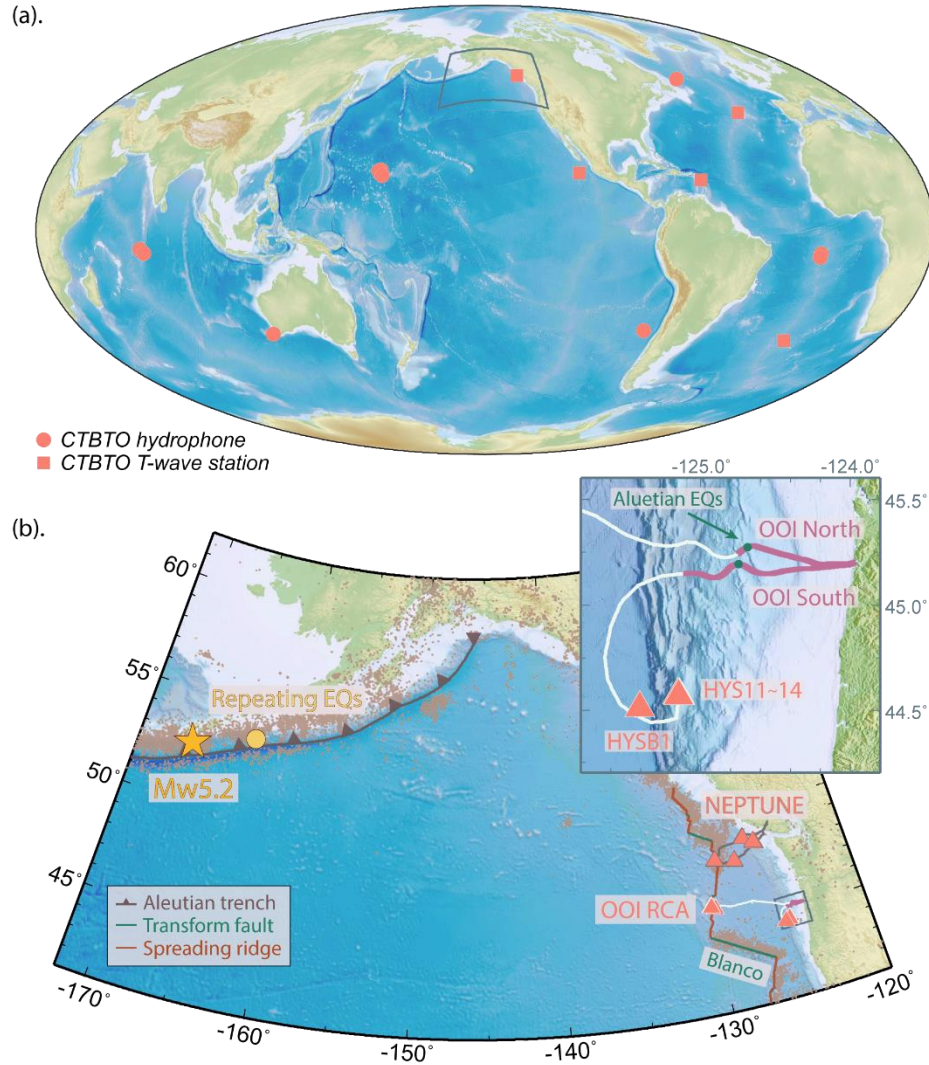 (a).
CTBTO hydrophone
CTBTO T-wave station
(b).
-125.0
-124.0
45.5
45.0
44.5
Aluetian EQs
OOI North
OOI South
HYS11~14
HYSB1
60°
55°
50°
45°
Repeating EQs
Mw5.2
NEPTUNE
OOI RCA
Blanco
Aleutian trench
Transform fault
Spreading ridge
-170°
-160°
-150°
-140°
-130°
-120°